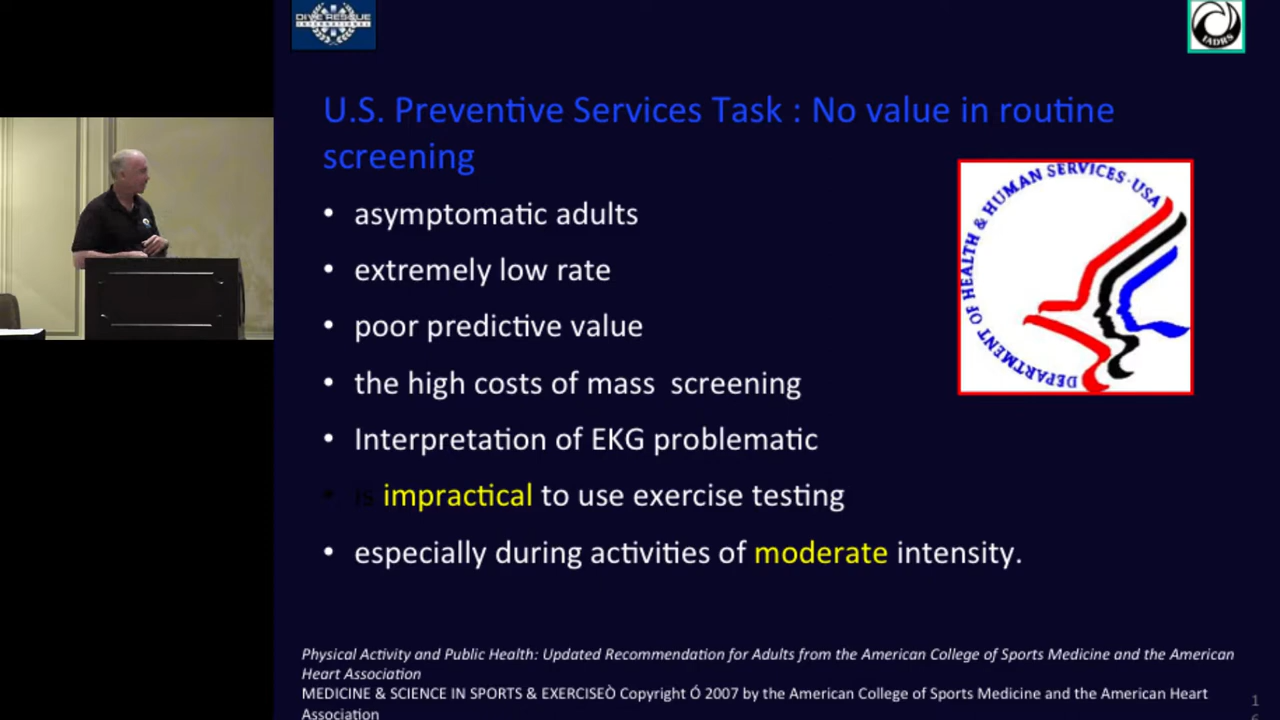 DIVE RESCUE
INTERNATIONAL
IADRS
U.S. Preventive Services Task : No value in routine
screening
• asymptomatic adults
• extremely low rate
• poor predictive value
• the high costs of mass screening
• Interpretation of EKG problematic
• is impractical to use exercise testing
• especially during activities of moderate intensity.
DEPARTMENT OF HEALTH & HUMAN SERVICES · USA
Physical Activity and Public Health: Updated Recommendation for Adults from the American College of Sports Medicine and the American
Heart Association
MEDICINE & SCIENCE IN SPORTS & EXERCISEÒ Copyright Ó 2007 by the American College of Sports Medicine and the American Heart
Association
1
6